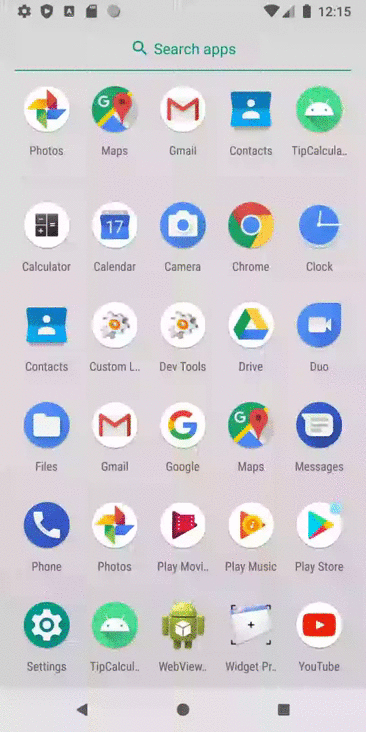 12:15
Search apps
Photos Maps Gmail Contacts TipCalcula..
Calculator Calendar Camera Chrome Clock
Contacts Custom L.. Dev Tools Drive Duo
Files Gmail Google Maps Messages
Phone Photos Play Movi.. Play Music Play Store
Settings TipCalcul.. WebView.. Widget Pr.. YouTube